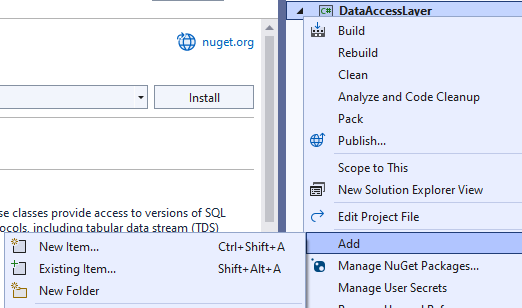 DataAccessLayer
nuget.org
Install
Build
Rebuild
Clean
Analyze and Code Cleanup
Pack
Publish...
Scope to This
New Solution Explorer View
Edit Project File
Add
Manage NuGet Packages...
Manage User Secrets
se classes provide access to versions of SQL
otocols, including tabular data stream (TDS)
New Item... Ctrl+Shift+A
Existing Item... Shift+Alt+A
New Folder